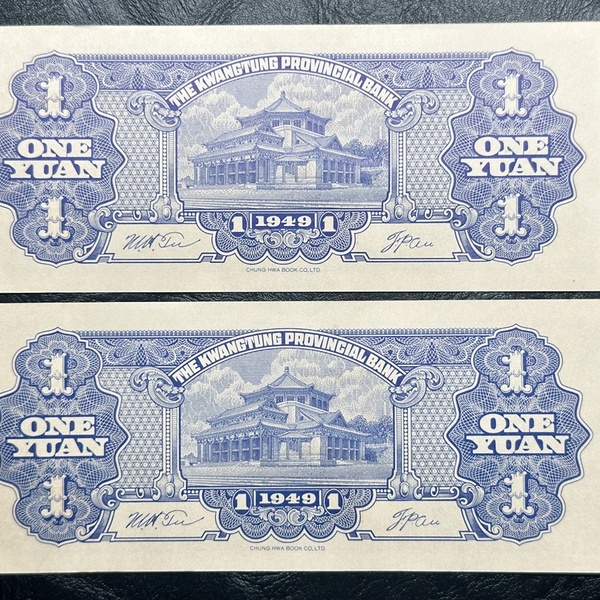 THE KWANGTUNG PROVINCIAL BANK
1 1
ONE YUAN ONE YUAN
1 1
1 1949 1
CHUNG HWA BOOK CO., LTD.
THE KWANGTUNG PROVINCIAL BANK
1 1
ONE YUAN ONE YUAN
1 1
1 1949 1
CHUNG HWA BOOK CO., LTD.